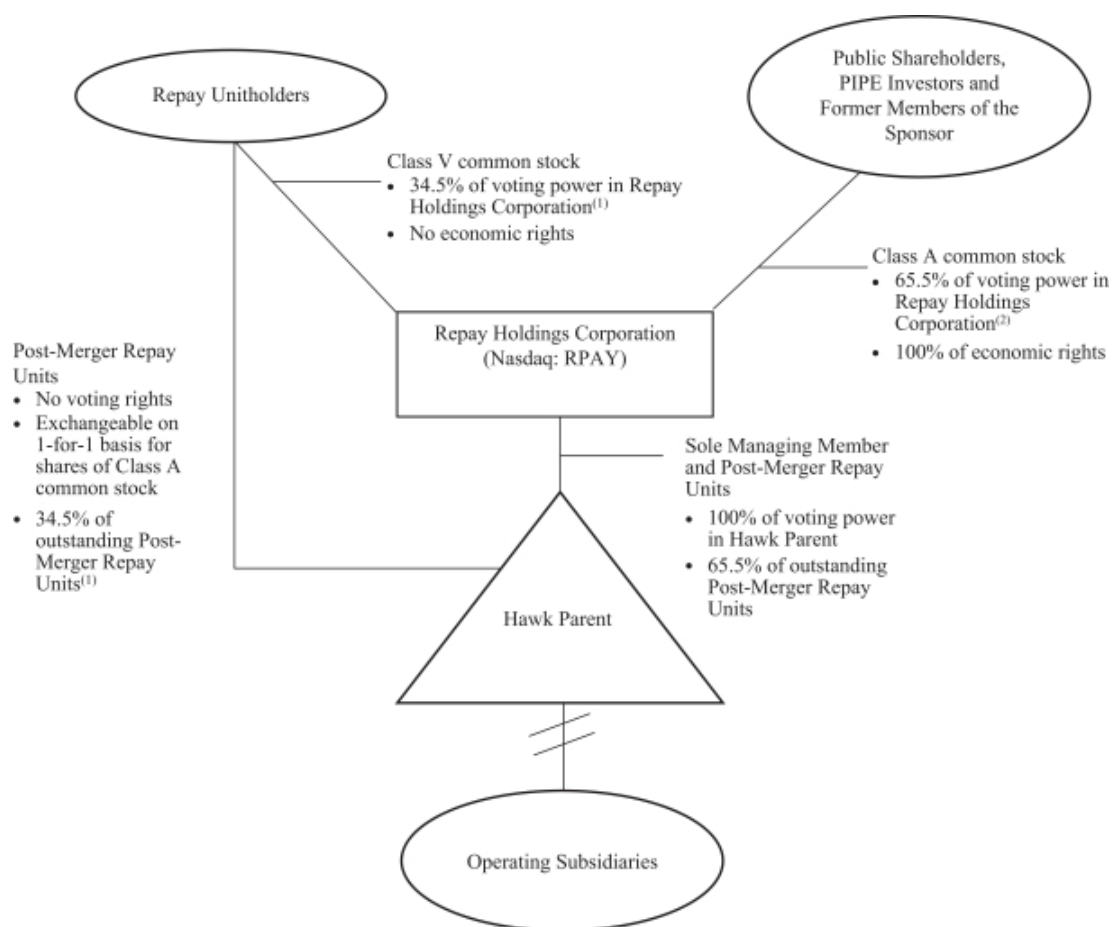 Repay Unitholders
Public Shareholders,
PIPE Investors and
Former Members of the
Sponsor
Class V common stock
• 34.5% of voting power in Repay
Holdings Corporation(1)
• No economic rights
Class A common stock
• 65.5% of voting power in
Repay Holdings
Corporation(2)
• 100% of economic rights
Repay Holdings Corporation
(Nasdaq: RPAY)
Post-Merger Repay
Units
• No voting rights
• Exchangeable on
1-for-1 basis for
shares of Class A
common stock
• 34.5% of
outstanding Post-
Merger Repay
Units(1)
Sole Managing Member
and Post-Merger Repay
Units
• 100% of voting power
in Hawk Parent
• 65.5% of outstanding
Post-Merger Repay
Units
Hawk Parent
Operating Subsidiaries